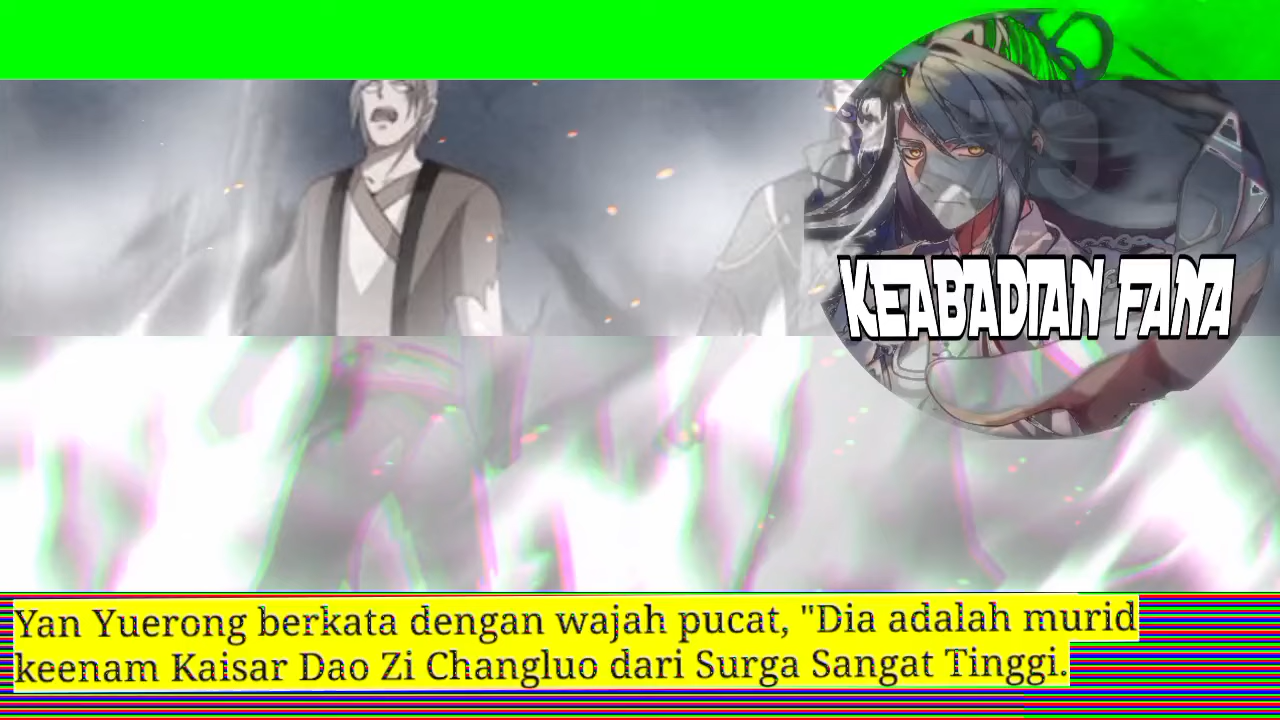 79
KEABADIAN FANA
Yan Yuerong berkata dengan wajah pucat, "Dia adalah murid
keenam Kaisar Dao Zi Changluo dari Surga Sangat Tinggi.